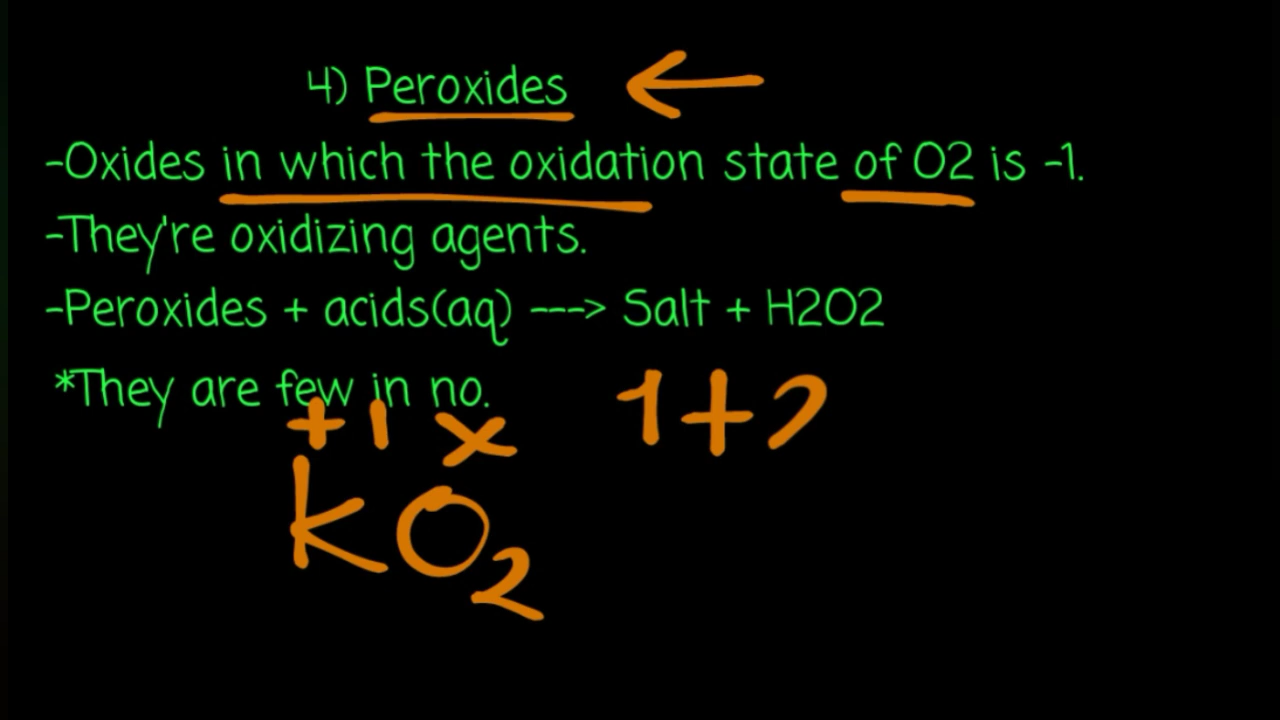 4) Peroxides
-Oxides in which the oxidation state of O2 is -1.
-They're oxidizing agents.
-Peroxides + acids(aq) ---> Salt + H2O2
*They are few in no.
+1 x
1+2
KO2